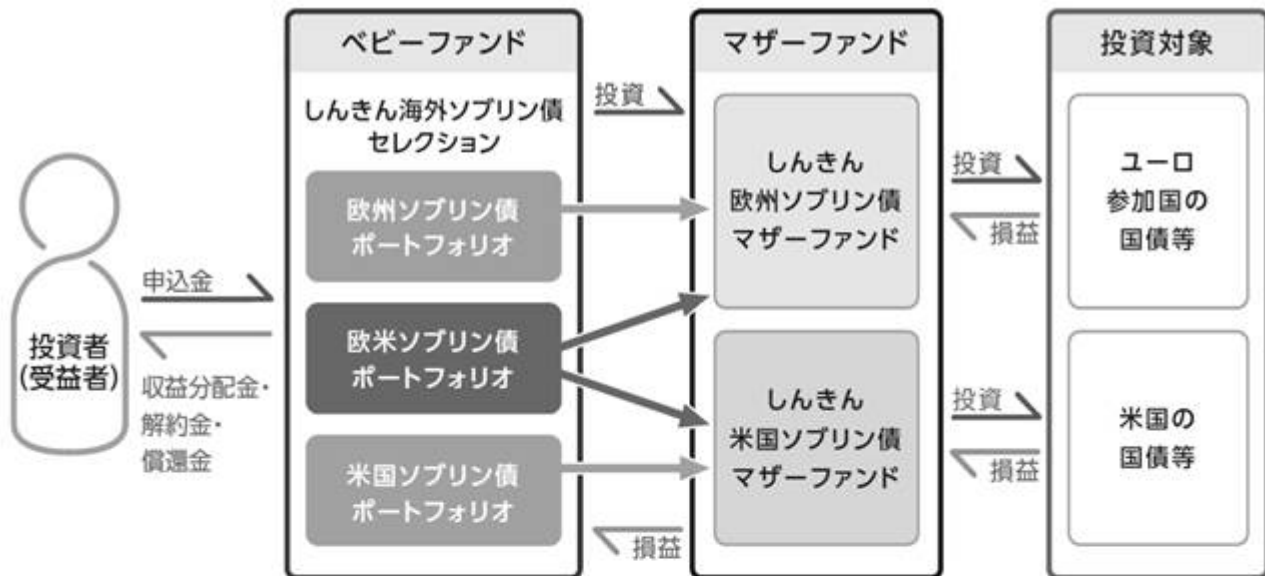 ベビーファンド
マザーファンド
投資対象
しんきん海外ソブリン債
セレクション
欧州ソブリン債
ポートフォリオ
欧米ソブリン債
ポートフォリオ
米国ソブリン債
ポートフォリオ
投資
損益
しんきん
欧州ソブリン債
マザーファンド
しんきん
米国ソブリン債
マザーファンド
投資
損益
投資
損益
ユーロ
参加国の
国債等
米国の
国債等
投資者
(受益者)
申込金
収益分配金・
解約金・
償還金